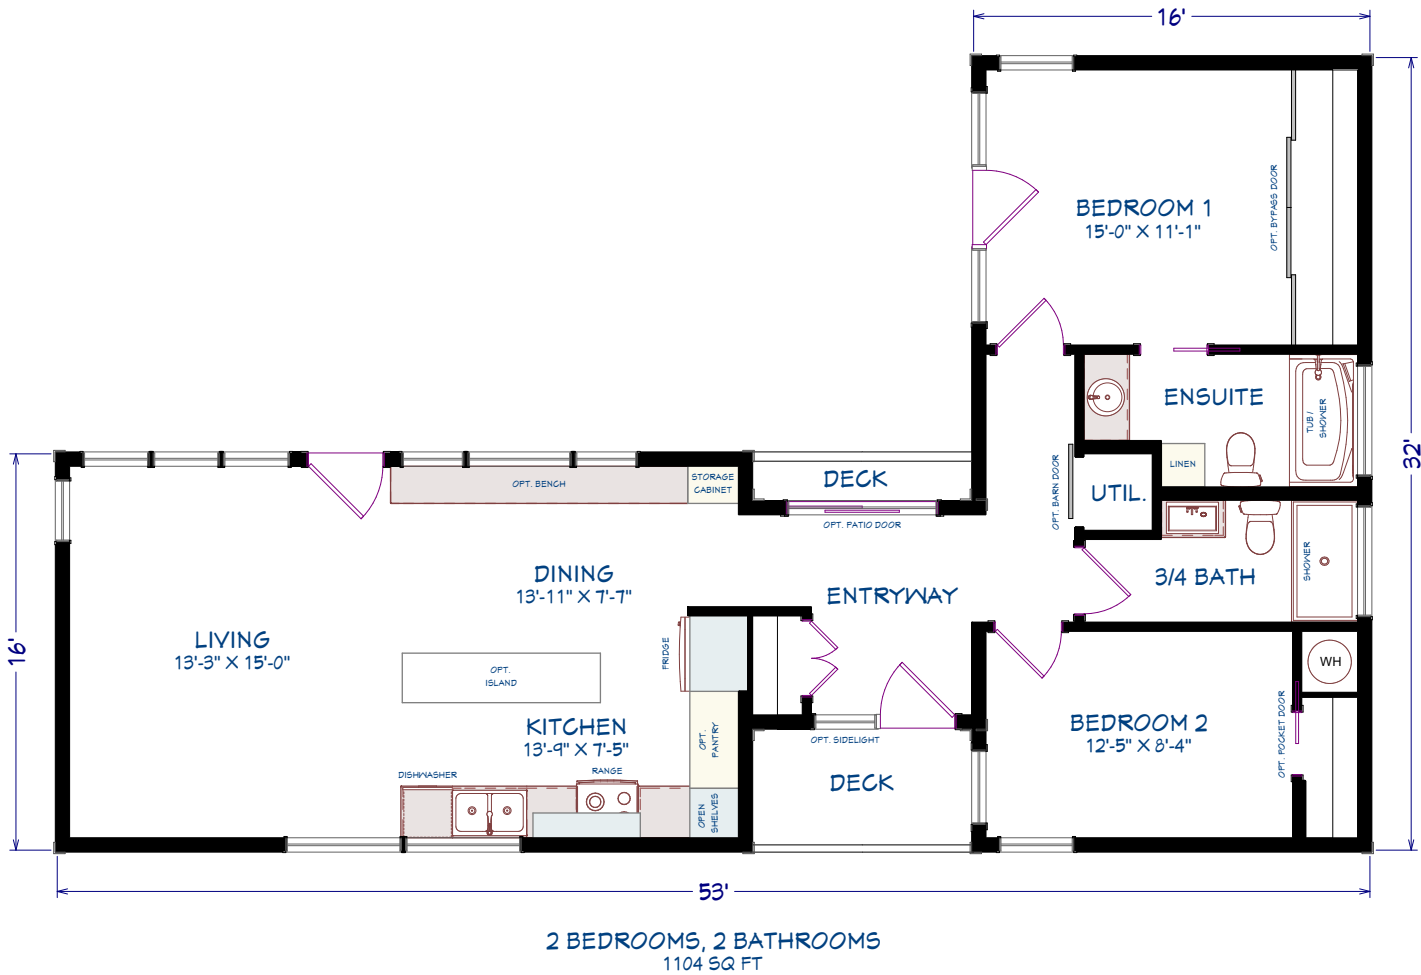 16'
32'
BEDROOM 1
15'-0" X 11'-1"
OPT. BYPASS DOOR
ENSUITE
TUB /
SHOWER
LINEN
UTIL.
OPT. BARN DOOR
DECK
OPT. PATIO DOOR
STORAGE
CABINET
OPT. BENCH
3/4 BATH
SHOWER
DINING
13'-11" X 7'-7"
ENTRYWAY
LIVING
13'-3" X 15'-0"
16'
FRIDGE
OPT.
ISLAND
WH
KITCHEN
13'-9" X 7'-5"
OPT.
PANTRY
OPT. SIDELIGHT
BEDROOM 2
12'-5" X 8'-4"
OPT. POCKET DOOR
DISHWASHER
RANGE
DECK
OPEN
SHELVES
53'
2 BEDROOMS, 2 BATHROOMS
1104 SQ FT